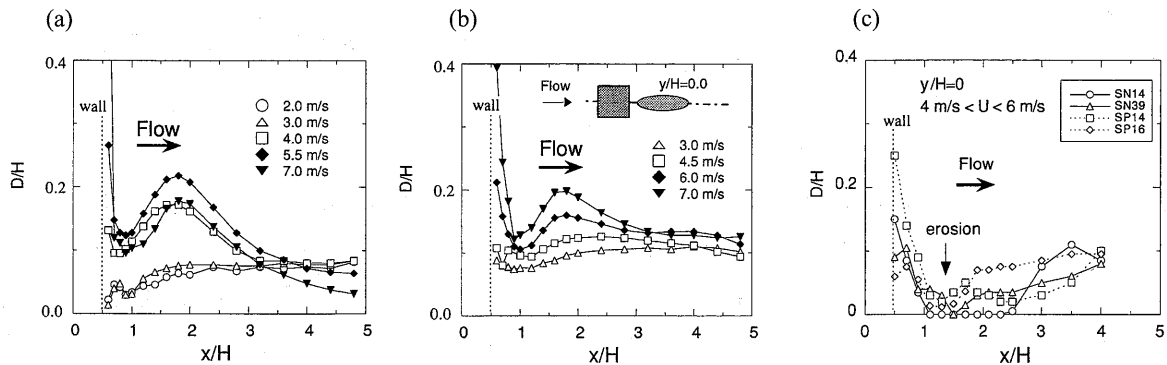 (a)
0.4
0.2
0.0
D/H
wall
Flow
2.0 m/s
3.0 m/s
4.0 m/s
5.5 m/s
7.0 m/s
0 1 2 3 4 5
x/H
(b)
0.4
0.2
0.0
D/H
wall
Flow
y/H=0.0
Flow
3.0 m/s
4.5 m/s
6.0 m/s
7.0 m/s
0 1 2 3 4 5
x/H
(c)
0.4
0.2
0
D/H
wall
y/H=0
4 m/s < U < 6 m/s
SN14
SN39
SP14
SP16
Flow
erosion
0 1 2 3 4 5
x/H